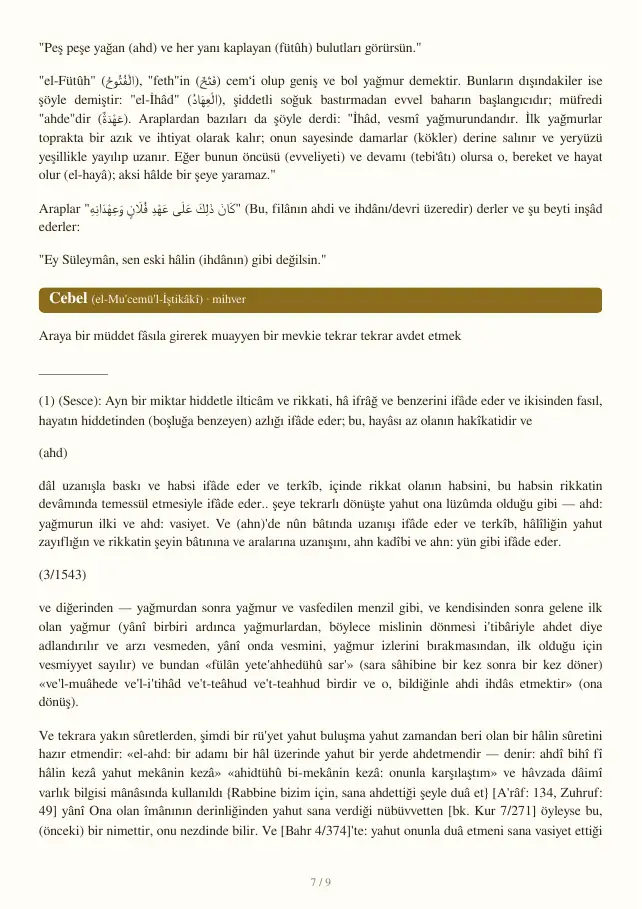 "Peş peşe yağan (ahd) ve her yanı kaplayan (fütûh) bulutları görürsün."
"el-Fütûh" (الْفُتُوحُ), "feth"in (فَتْحٌ) cem‘i olup geniş ve bol yağmur demektir. Bunların dışındakiler ise
şöyle demiştir: "el-İhâd" (الْعِهَادُ), şiddetli soğuk bastırmadan evvel baharın başlangıcıdır; müfredi
"ahde"dir (عَهْدَةٌ). Araplardan bazıları da şöyle derdi: "İhâd, vesmî yağmurundandır. İlk yağmurlar
toprakta bir azık ve ihtiyat olarak kalır; onun sayesinde damarlar (kökler) derine salınır ve yeryüzü
yeşillikle yayılıp uzanır. Eğer bunun öncüsü (evveliyeti) ve devamı (tebi‘âtı) olursa o, bereket ve hayat
olur (el-hayâ); aksi hâlde bir şeye yaramaz."
Araplar "كَانَ ذَلِكَ عَلَى عَهْدِ فُلَانٍ وَعِهْدَانِهِ" (Bu, filânın ahdi ve ihdânı/devri üzeredir) derler ve şu beyti inşâd
ederler:
"Ey Süleymân, sen eski hâlin (ihdânın) gibi değilsin."
Cebel (el-Mu'cemü'l-İştikâkî) · mihver
Araya bir müddet fâsıla girerek muayyen bir mevkie tekrar tekrar avdet etmek
(1) (Sesce): Ayn bir miktar hiddetle ilticâm ve rikkati, hâ ifrâğ ve benzerini ifâde eder ve ikisinden fasıl,
hayatın hiddetinden (boşluğa benzeyen) azlığı ifâde eder; bu, hayâsı az olanın hakîkatidir ve
(ahd)
dâl uzanışla baskı ve habsi ifâde eder ve terkîb, içinde rikkat olanın habsini, bu habsin rikkatin
devâmında temessül etmesiyle ifâde eder.. şeye tekrarlı dönüşte yahut ona lüzûmda olduğu gibi — ahd:
yağmurun ilki ve ahd: vasiyet. Ve (ahn)'de nûn bâtında uzanışı ifâde eder ve terkîb, hâlîliğin yahut
zayıflığın ve rikkatin şeyin bâtınına ve aralarına uzanışını, ahn kadîbi ve ahn: yün gibi ifâde eder.
(3/1543)
ve diğerinden — yağmurdan sonra yağmur ve vasfedilen menzil gibi, ve kendisinden sonra gelene ilk
olan yağmur (yânî birbiri ardınca yağmurlardan, böylece mislinin dönmesi i'tibâriyle ahdet diye
adlandırılır ve arzı vesmeden, yânî onda vesmini, yağmur izlerini bırakmasından, ilk olduğu için
vesmiyyet sayılır) ve bundan «fülân yete'ahhedühû sar'» (sara sâhibine bir kez sonra bir kez döner)
«ve'l-muâhede ve'l-i'tihâd ve't-teâhud ve't-teahhud birdir ve o, bildiğinle ahdi ihdâs etmektir» (ona
dönüş).
Ve tekrara yakın sûretlerden, şimdi bir rü'yet yahut buluşma yahut zamandan beri olan bir hâlin sûretini
hazır etmendir: «el-ahd: bir adamı bir hâl üzerinde yahut bir yerde ahdetmendir — denir: ahdî bihî fî
hâlin kezâ yahut mekânin kezâ» «ahidtühû bi-mekânin kezâ: onunla karşılaştım» ve hâvzada dâimî
varlık bilgisi mânâsında kullanıldı {Rabbine bizim için, sana ahdettiği şeyle duâ et} [A'râf: 134, Zuhruf:
49] yânî Ona olan îmânının derinliğinden yahut sana verdiği nübüvvetten [bk. Kur 7/271] öyleyse bu,
(önceki) bir nimettir, onu nezdinde bilir. Ve [Bahr 4/374]'te: yahut onunla duâ etmeni sana vasiyet ettiği
7 / 9